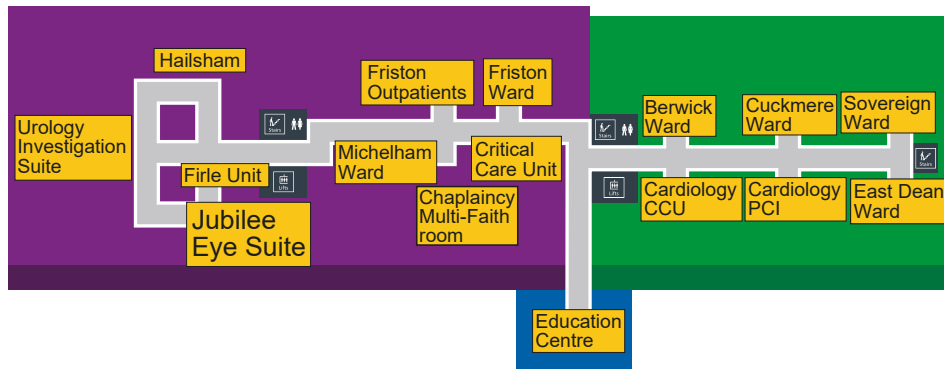 Hailsham
Urology
Investigation
Suite
Firle Unit
Jubilee
Eye Suite
Stairs
Lifts
Michelham
Ward
Friston
Outpatients
Friston
Ward
Critical
Care Unit
Chaplaincy
Multi-Faith
room
Stairs
Lifts
Berwick
Ward
Cuckmere
Ward
Sovereign
Ward
Stairs
Cardiology
CCU
Cardiology
PCI
East Dean
Ward
Education
Centre